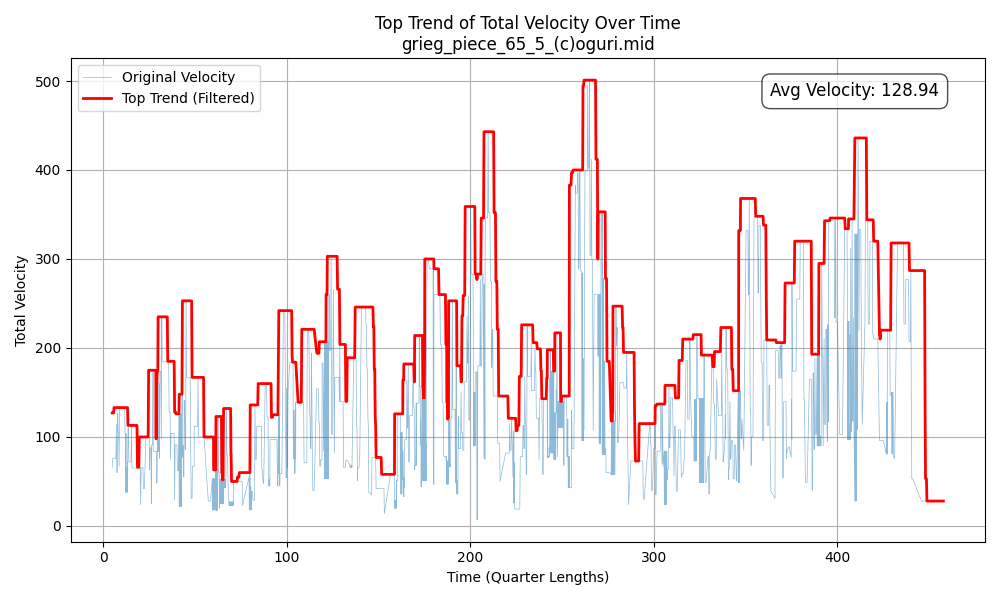 Top Trend of Total Velocity Over Time
grieg_piece_65_5_(c)oguri.mid
Original Velocity
Top Trend (Filtered)
Avg Velocity: 128.94
Total Velocity
500
400
300
200
100
0
0 100 200 300 400
Time (Quarter Lengths)